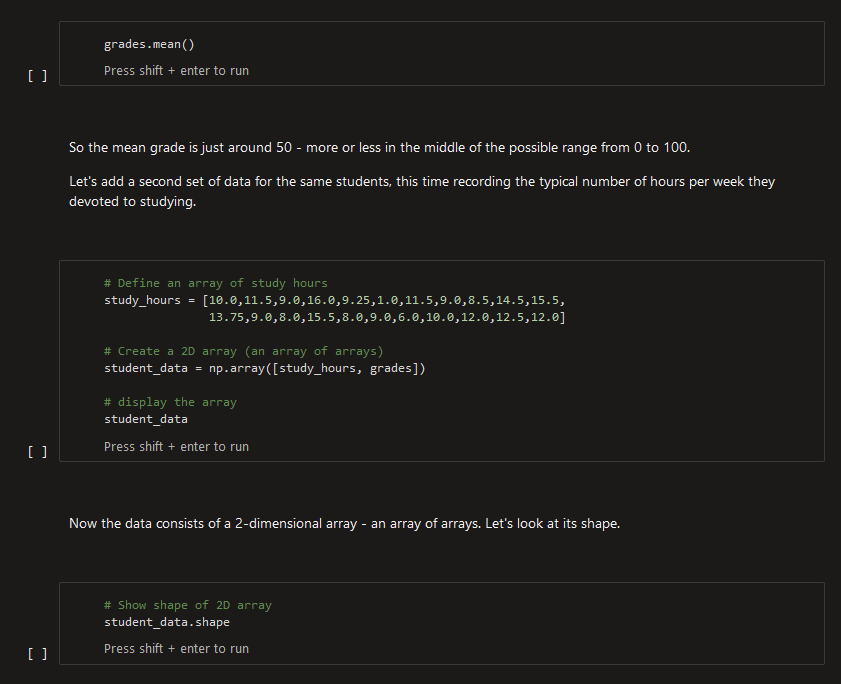 grades.mean()
Press shift + enter to run
[ ]
So the mean grade is just around 50 - more or less in the middle of the possible range from 0 to 100.
Let's add a second set of data for the same students, this time recording the typical number of hours per week they
devoted to studying.
# Define an array of study hours
study_hours = [10.0,11.5,9.0,16.0,9.25,1.0,11.5,9.0,8.5,14.5,15.5,
13.75,9.0,8.0,15.5,8.0,9.0,6.0,10.0,12.0,12.5,12.0]
# Create a 2D array (an array of arrays)
student_data = np.array([study_hours, grades])
# display the array
student_data
Press shift + enter to run
[ ]
Now the data consists of a 2-dimensional array - an array of arrays. Let's look at its shape.
# Show shape of 2D array
student_data.shape
Press shift + enter to run
[ ]